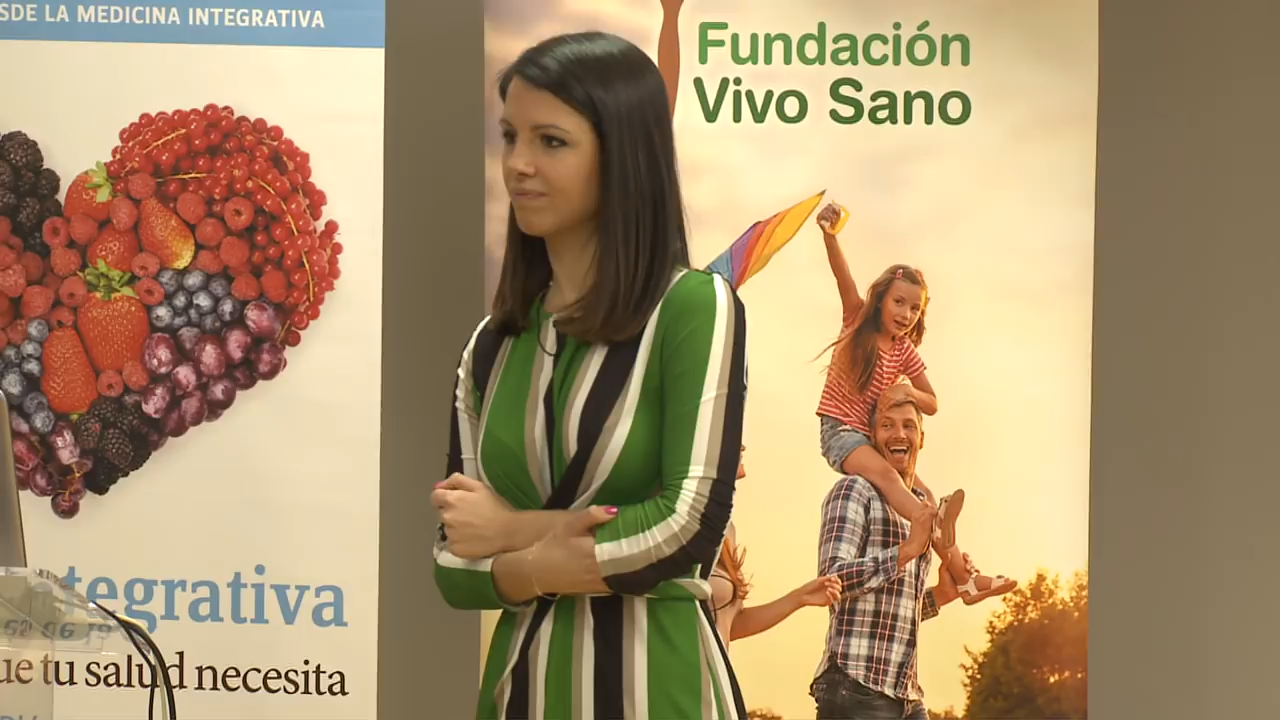 SDE LA MEDICINA INTEGRATIVA
Fundación
Vivo Sano
tegrativa
ue tu salud necesita